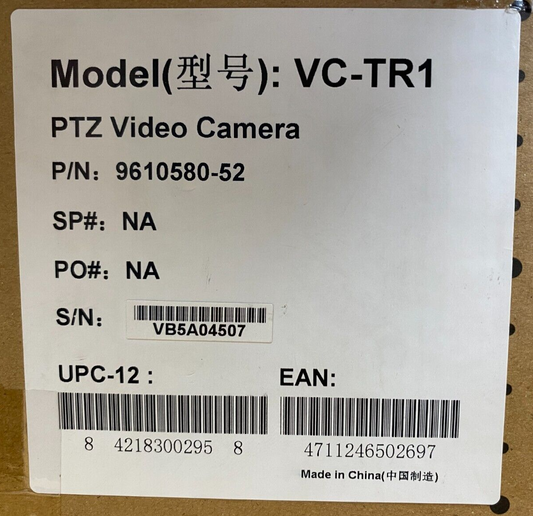 Model(型号): VC-TR1
PTZ Video Camera
P/N: 9610580-52
SP#: NA
PO#: NA
S/N:
VB5A04507
UPC-12 :
EAN:
8 4218300295 8
4711246502697
Made in China(中国制造)